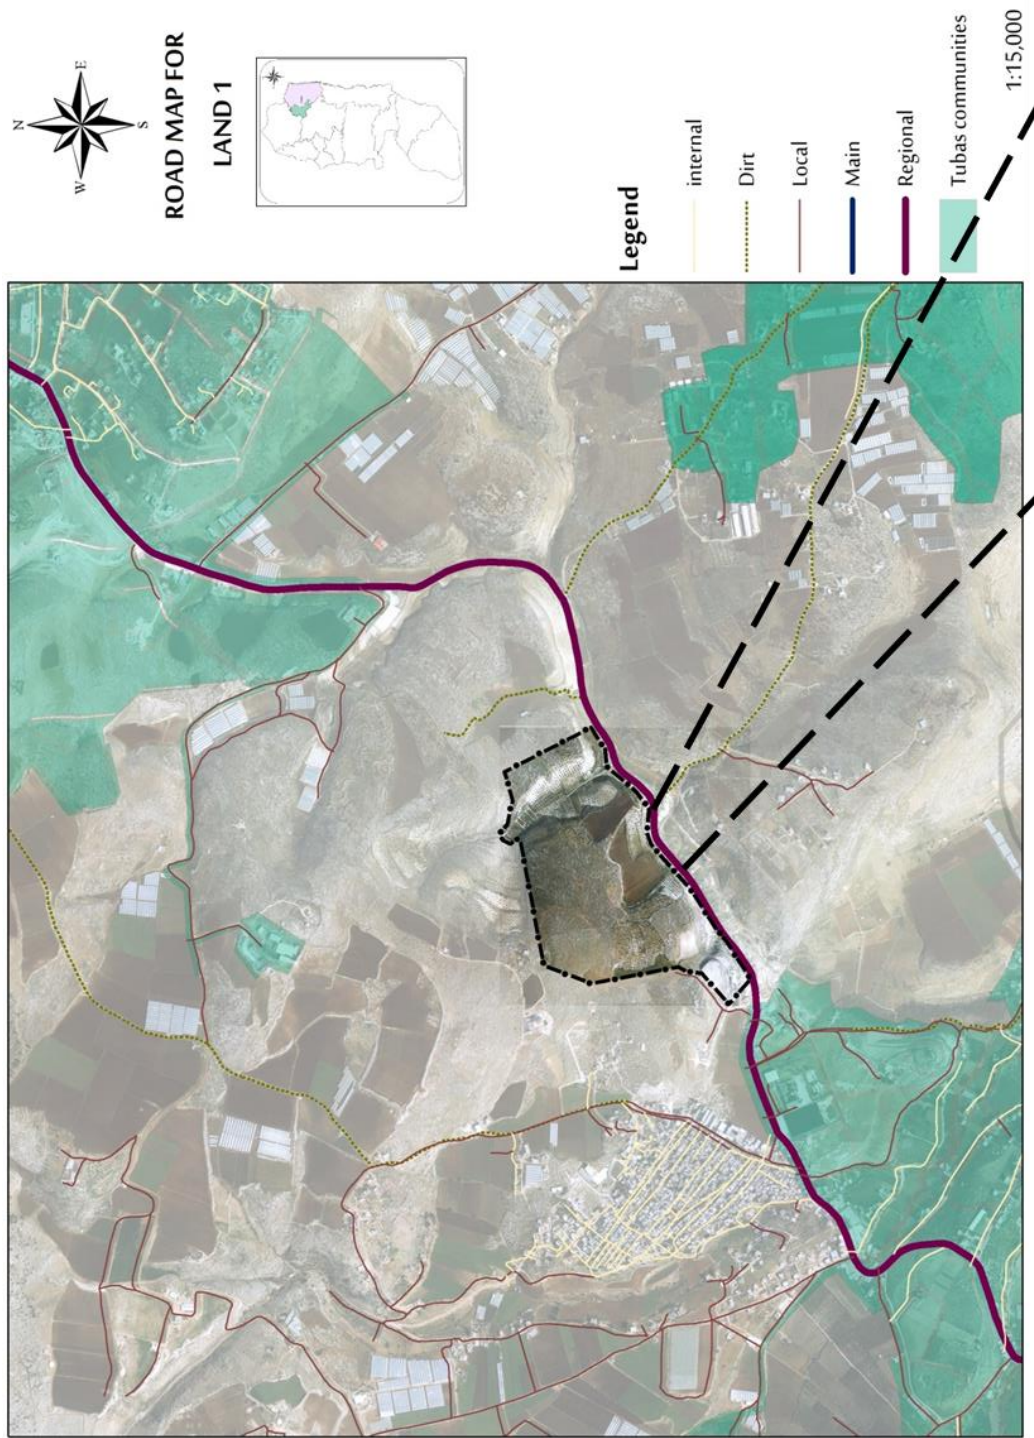 N
W
E
S
ROAD MAP FOR
LAND 1
Legend
internal
Dirt
Local
Main
Regional
Tubas communities
1:15,000